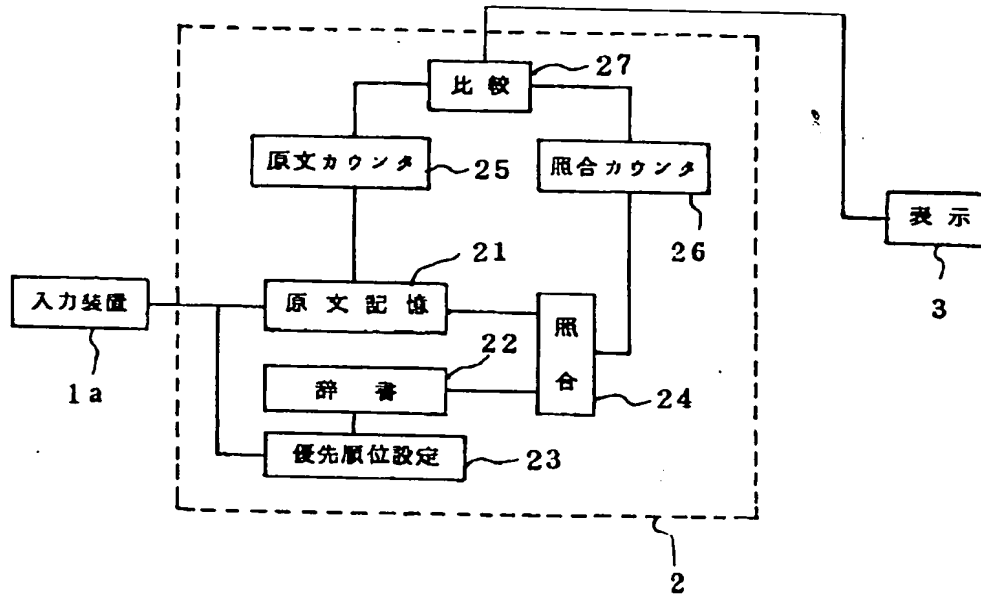 比較
27
原文カウンタ
25
照合カウンタ
26
表示
3
入力装置
1a
原文記憶
21
照合
24
辞書
22
優先順位設定
23
2